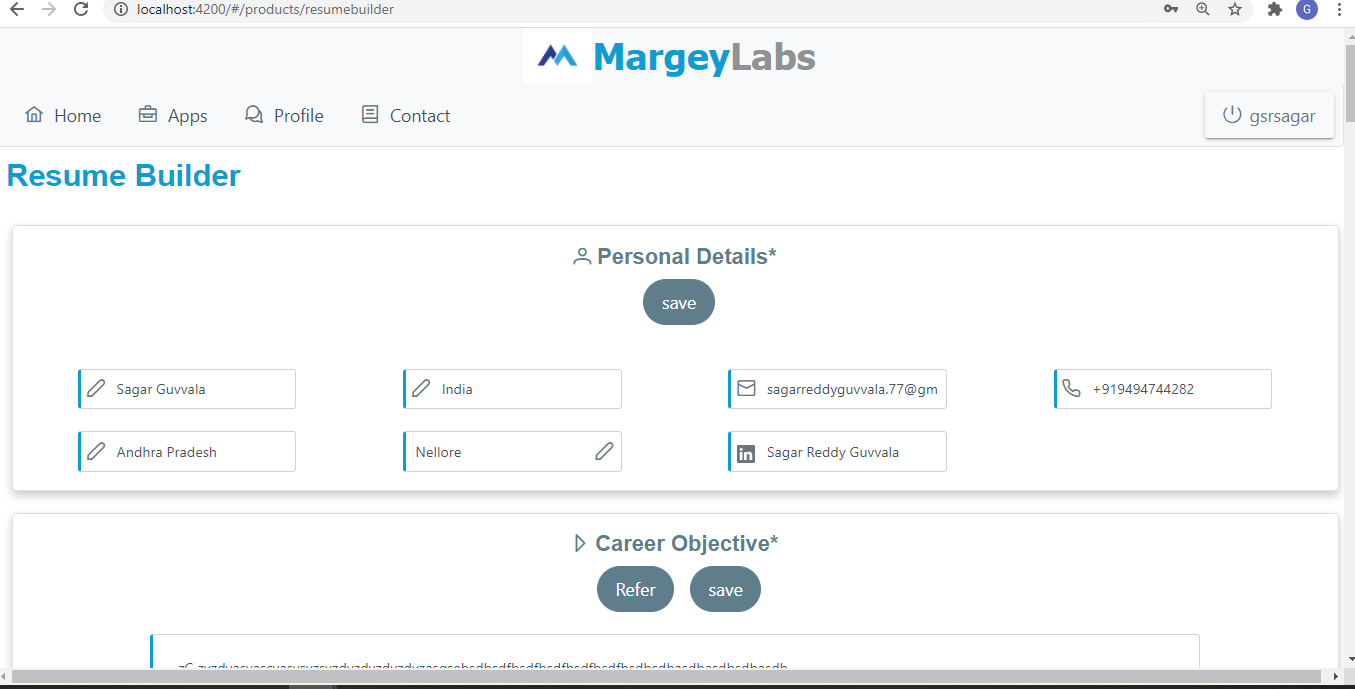 localhost:4200/#/products/resumebuilder
G
MargeyLabs
Home Apps Profile Contact gsrsagar
Resume Builder
Personal Details*
save
Sagar Guvvala India sagarreddyguvvala.77@gm +919494744282
Andhra Pradesh Nellore in Sagar Reddy Guvvala
Career Objective*
Refer save